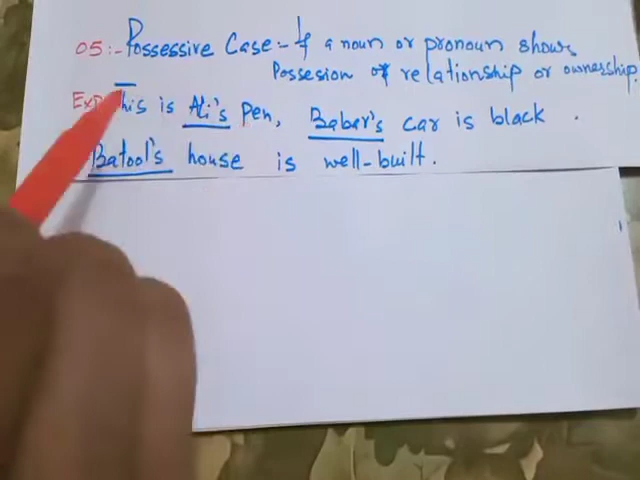 05:- Possessive Case:- If a noun or pronoun shows
Possesion of relationship or ownership.
This is Ali's Pen, Babar's car is black.
Batool's house is well-built.